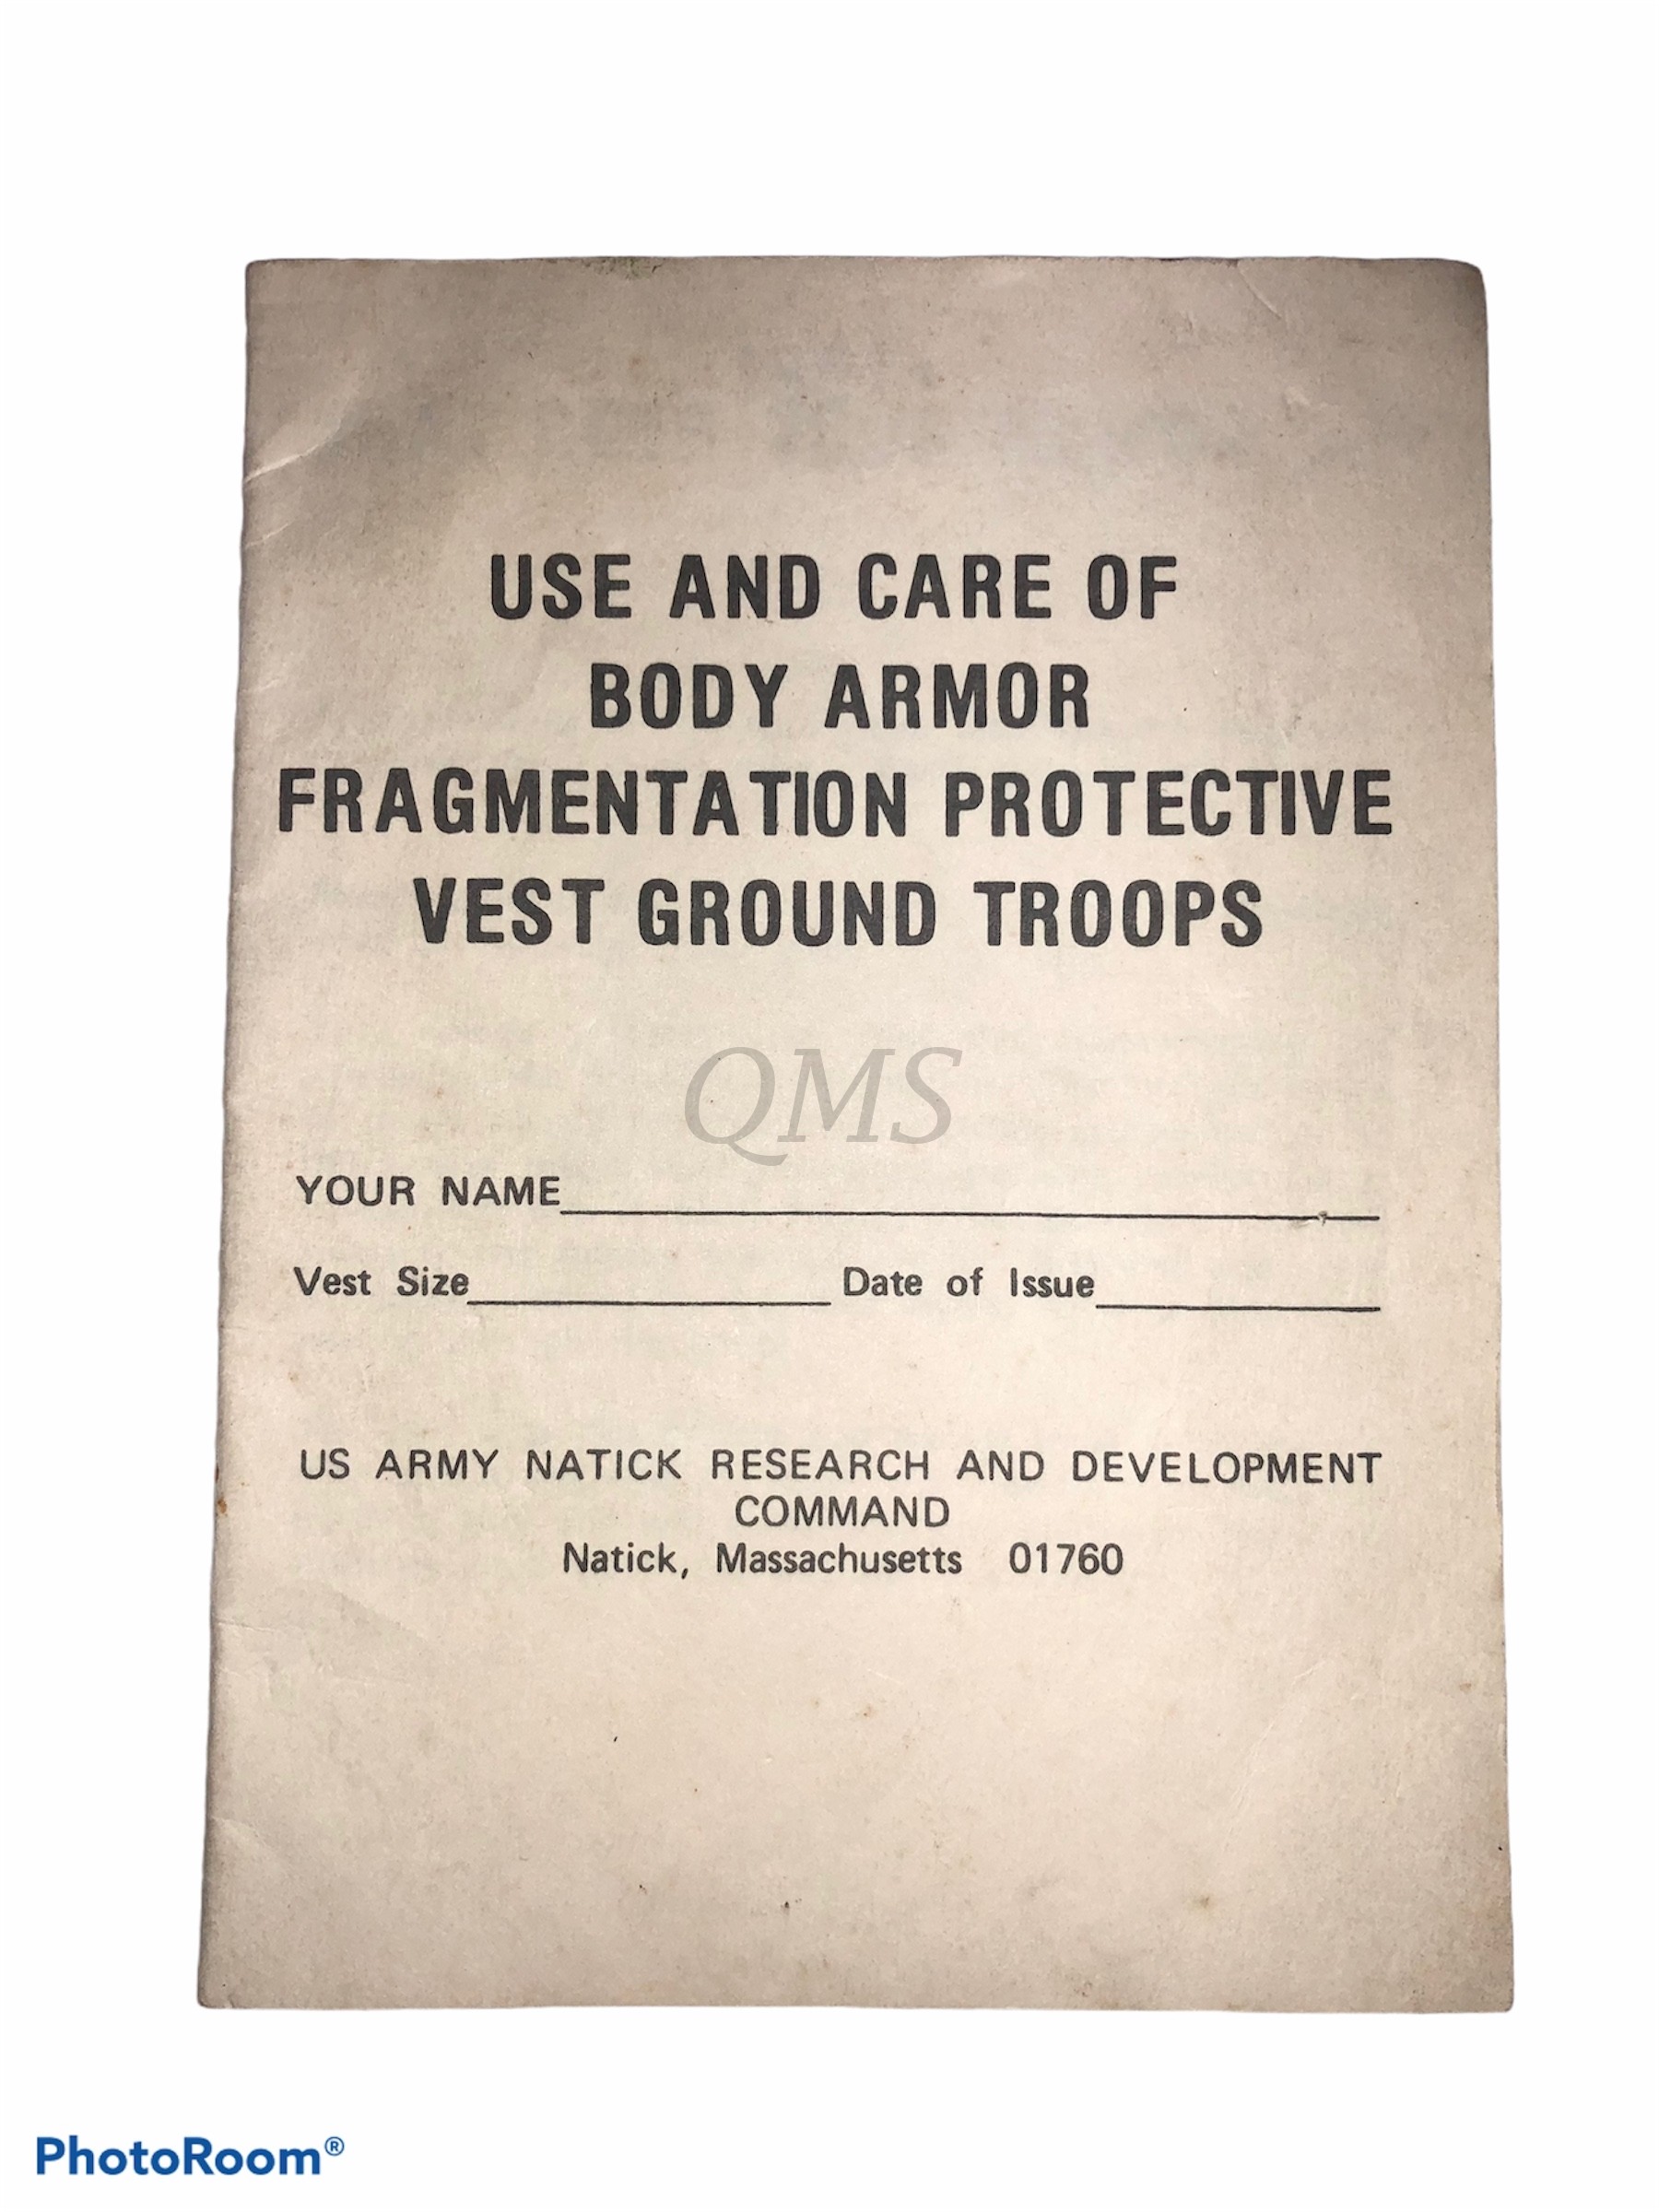 USE AND CARE OF
BODY ARMOR
FRAGMENTATION PROTECTIVE
VEST GROUND TROOPS
QMS
YOUR NAME
Vest Size Date of Issue
US ARMY NATICK RESEARCH AND DEVELOPMENT
COMMAND
Natick, Massachusetts 01760
PhotoRoom®